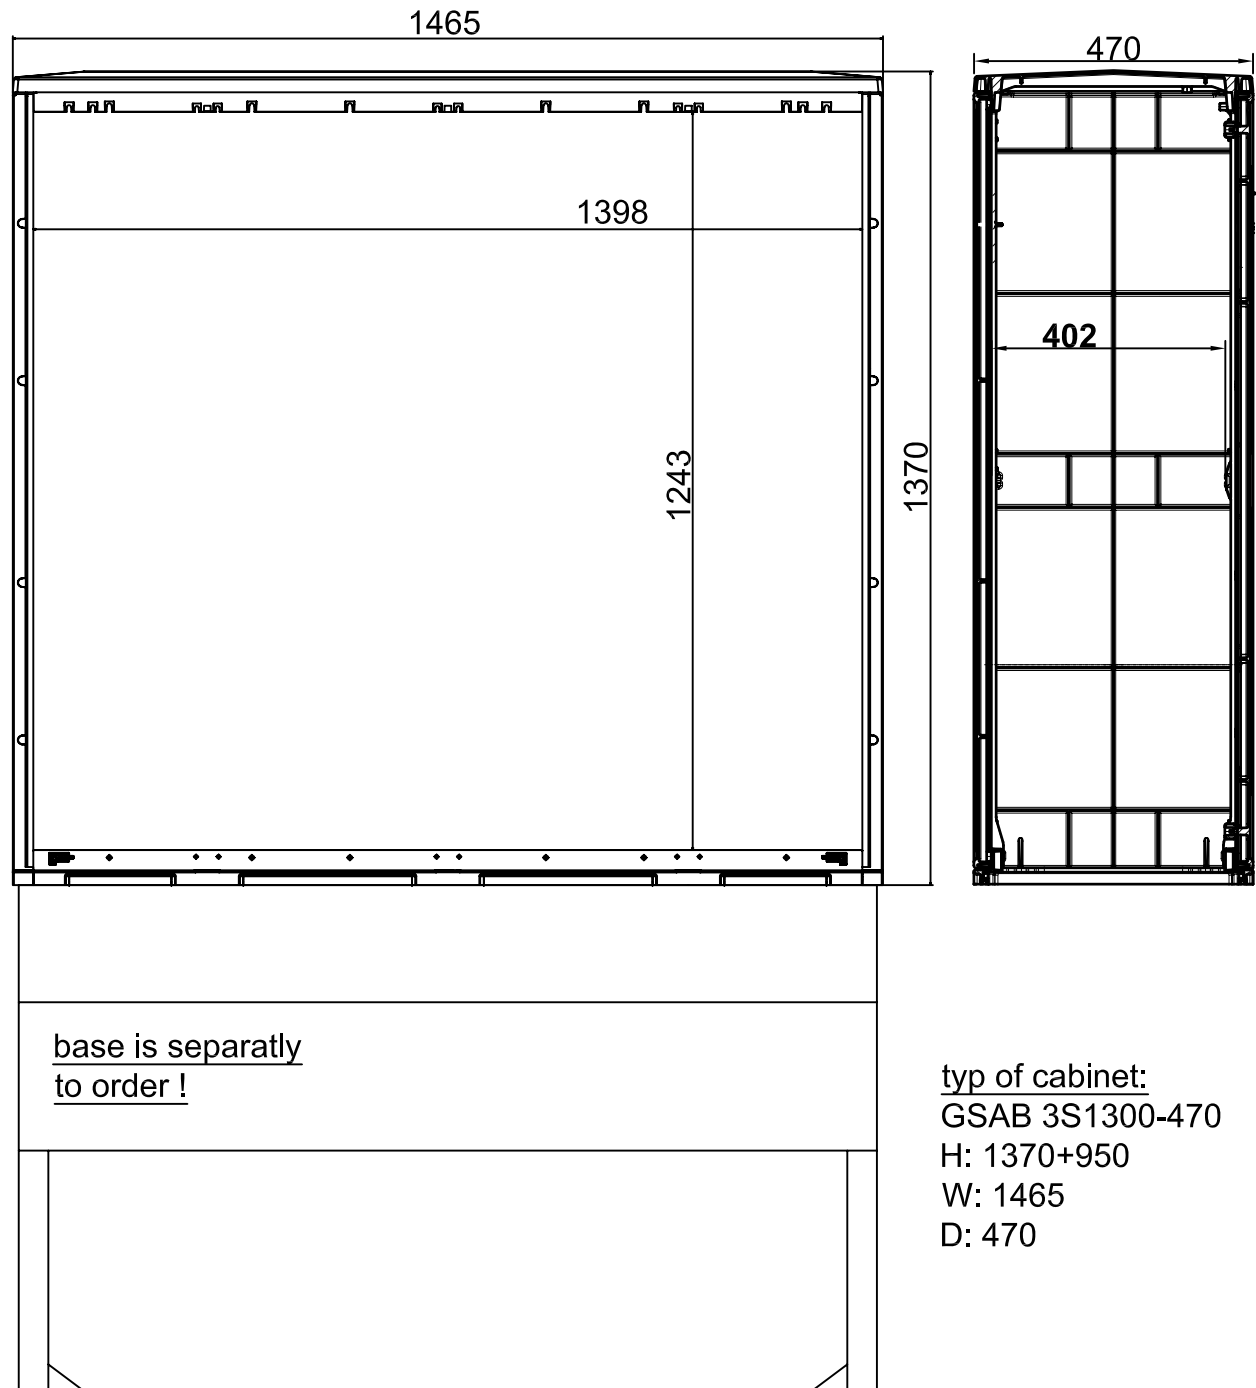 1465
470
1398
402
1243
1370
base is separatly
to order !
typ of cabinet:
GSAB 3S1300-470
H: 1370+950
W: 1465
D: 470